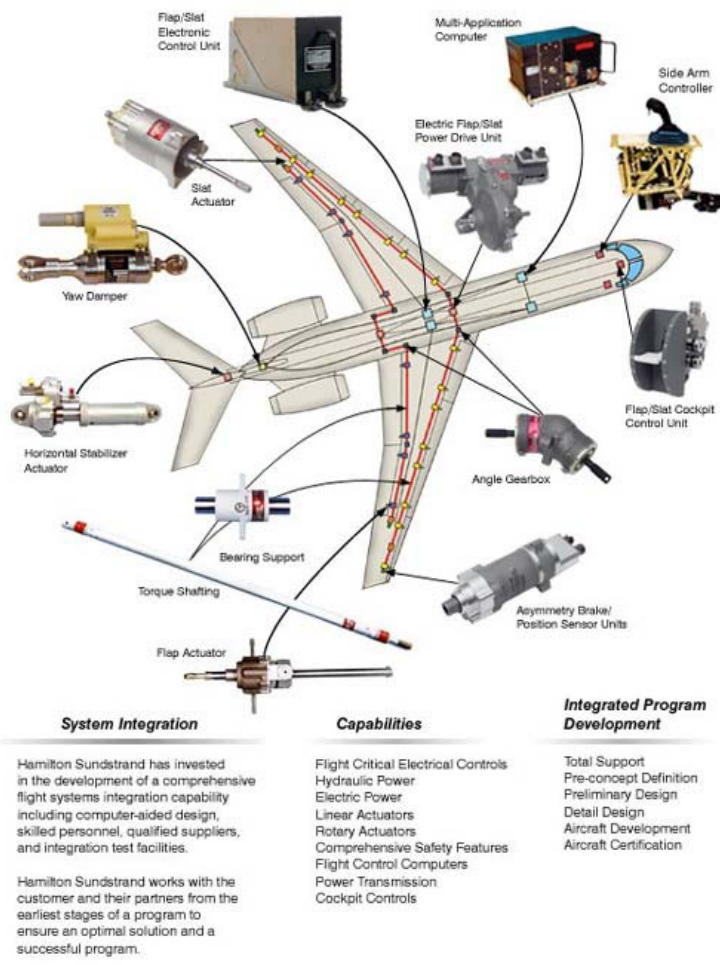 Flap/Slat
Electronic
Control Unit
Multi-Application
Computer
Side Arm
Controller
Electric Flap/Slat
Power Drive Unit
Slat
Actuator
Yaw Damper
Flap/Slat Cockpit
Control Unit
Horizontal Stabilizer
Actuator
Angle Gearbox
Bearing Support
Torque Shafting
Asymmetry Brake/
Position Sensor Units
Flap Actuator
System Integration
Hamilton Sundstrand has invested
in the development of a comprehensive
flight systems integration capability
including computer-aided design,
skilled personnel, qualified suppliers,
and integration test facilities.
Hamilton Sundstrand works with the
customer and their partners from the
earliest stages of a program to
ensure an optimal solution and a
successful program.
Capabilities
Flight Critical Electrical Controls
Hydraulic Power
Electric Power
Linear Actuators
Rotary Actuators
Comprehensive Safety Features
Flight Control Computers
Power Transmission
Cockpit Controls
Integrated Program
Development
Total Support
Pre-concept Definition
Preliminary Design
Detail Design
Aircraft Development
Aircraft Certification